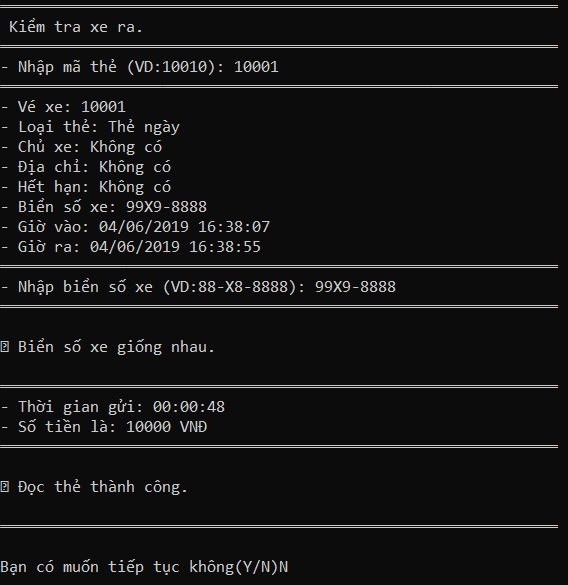 Kiểm tra xe ra.
- Nhập mã thẻ (VD:10010): 10001
- Vé xe: 10001
- Loại thẻ: Thẻ ngày
- Chủ xe: Không có
- Địa chỉ: Không có
- Hết hạn: Không có
- Biển số xe: 99X9-8888
- Giờ vào: 04/06/2019 16:38:07
- Giờ ra: 04/06/2019 16:38:55
- Nhập biển số xe (VD:88-X8-8888): 99X9-8888
⍰ Biển số xe giống nhau.
- Thời gian gửi: 00:00:48
- Số tiền là: 10000 VNĐ
⍰ Đọc thẻ thành công.
Bạn có muốn tiếp tục không(Y/N)N